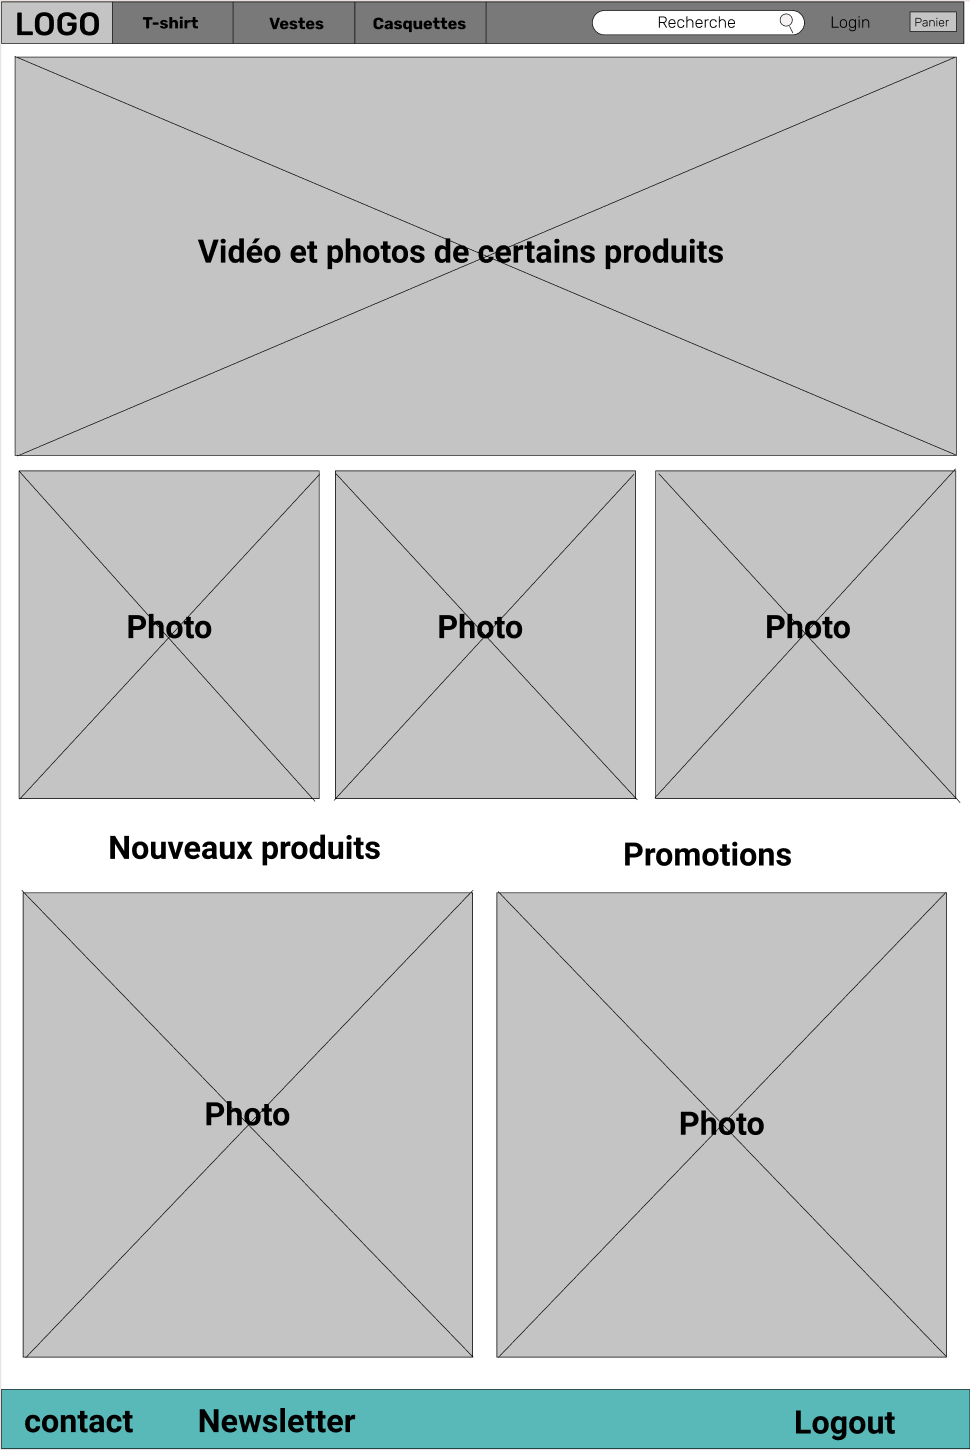 LOGO T-shirt Vestes Casquettes Recherche Login Panier
Vidéo et photos de certains produits
Photo Photo Photo
Nouveaux produits Promotions
Photo Photo
contact Newsletter Logout